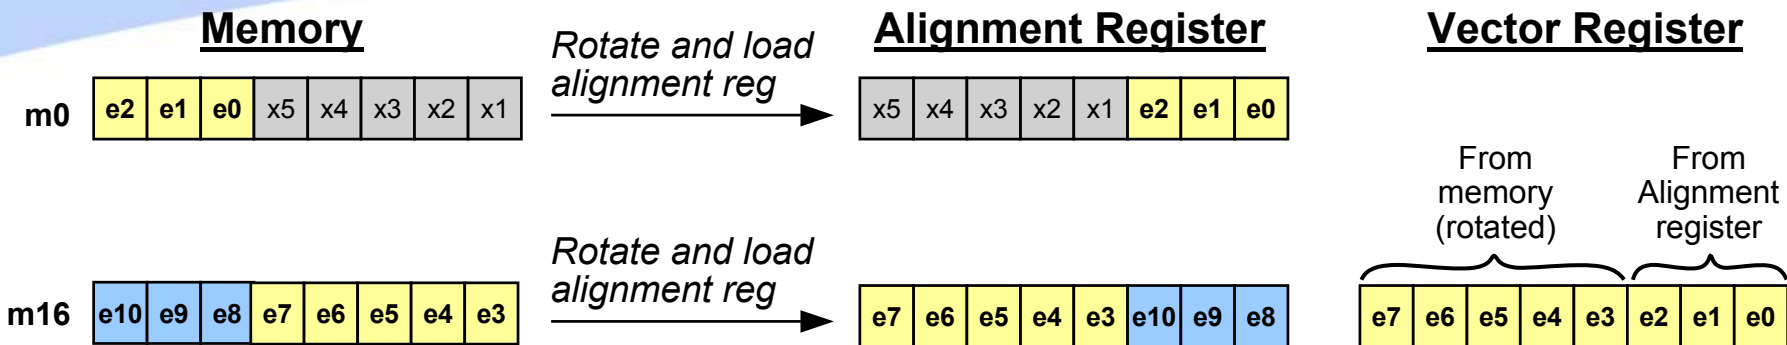 Memory
Rotate and load
alignment reg
Alignment Register
Vector Register
m0
e2 e1 e0 x5 x4 x3 x2 x1
x5 x4 x3 x2 x1 e2 e1 e0
From
memory
(rotated)
From
Alignment
register
Rotate and load
alignment reg
m16
e10 e9 e8 e7 e6 e5 e4 e3
e7 e6 e5 e4 e3 e10 e9 e8
e7 e6 e5 e4 e3 e2 e1 e0